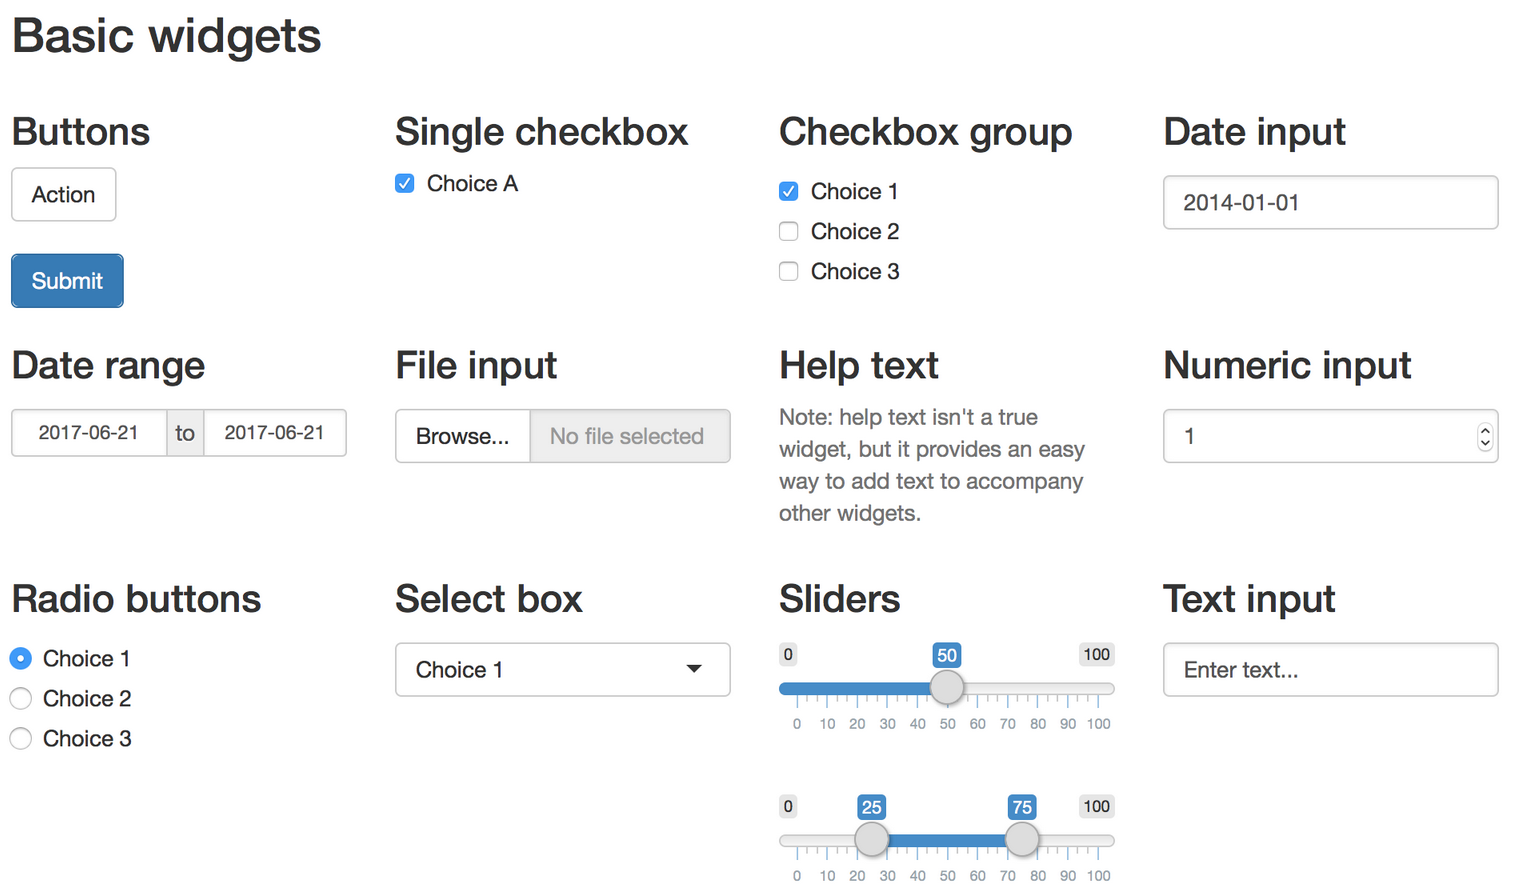 Basic widgets
Buttons
Action
Submit
Single checkbox
Choice A
Checkbox group
Choice 1
Choice 2
Choice 3
Date input
2014-01-01
Date range
2017-06-21 to 2017-06-21
File input
Browse... No file selected
Help text
Note: help text isn't a true
widget, but it provides an easy
way to add text to accompany
other widgets.
Numeric input
1
Radio buttons
Choice 1
Choice 2
Choice 3
Select box
Choice 1
Sliders
0 50 100
0 10 20 30 40 50 60 70 80 90 100
0 25 75 100
0 10 20 30 40 50 60 70 80 90 100
Text input
Enter text...